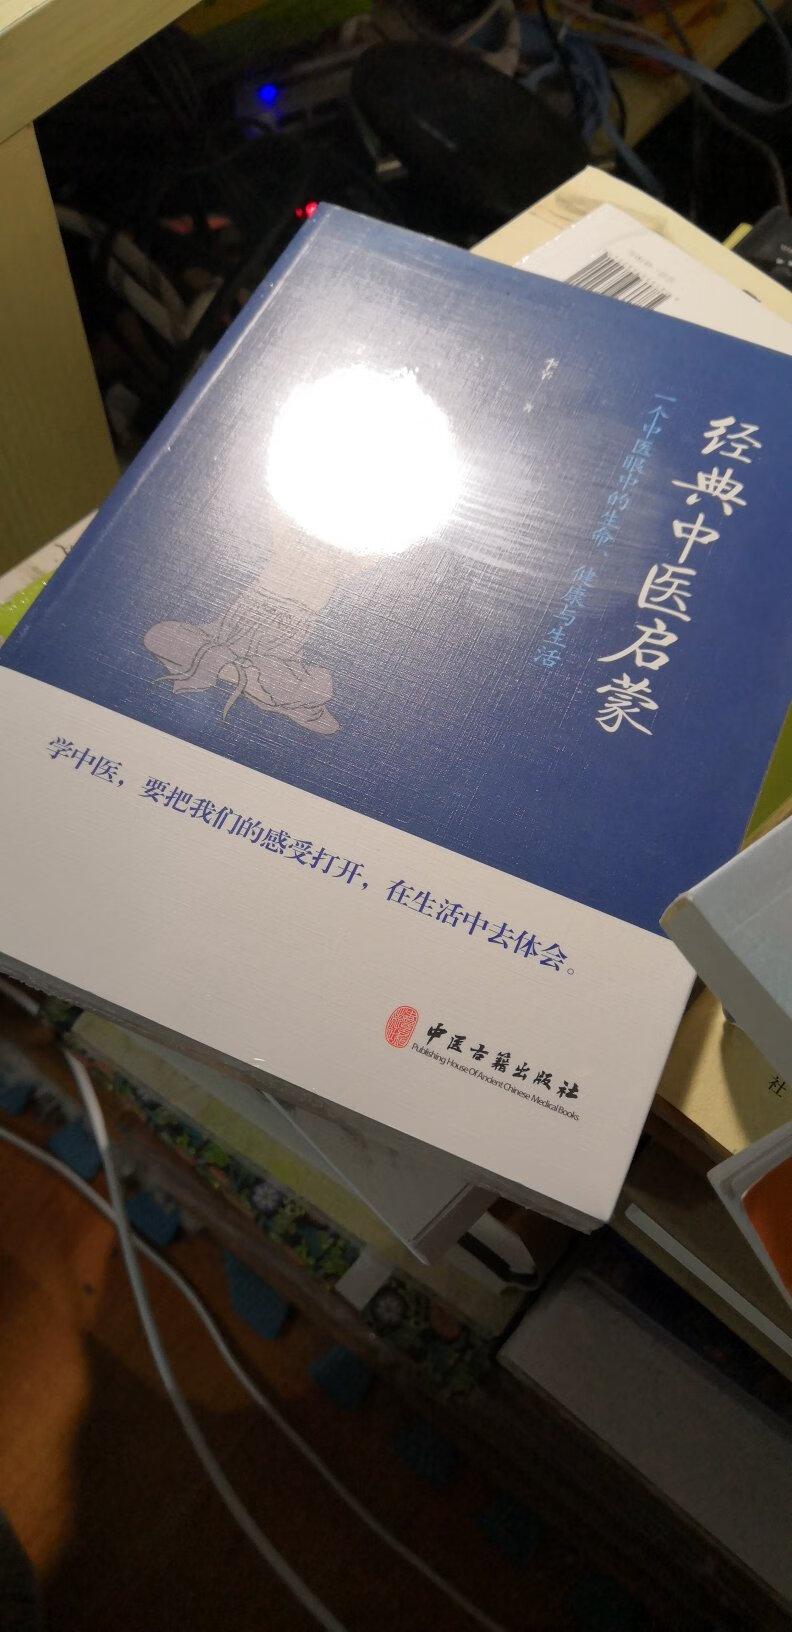 经典中医启蒙
一个中医眼中的生命、健康与生活
著
学中医，要把我们的感受打开，在生活中去体会。
中医古籍出版社
Publishing House Of Ancient Chinese Medical Books
社